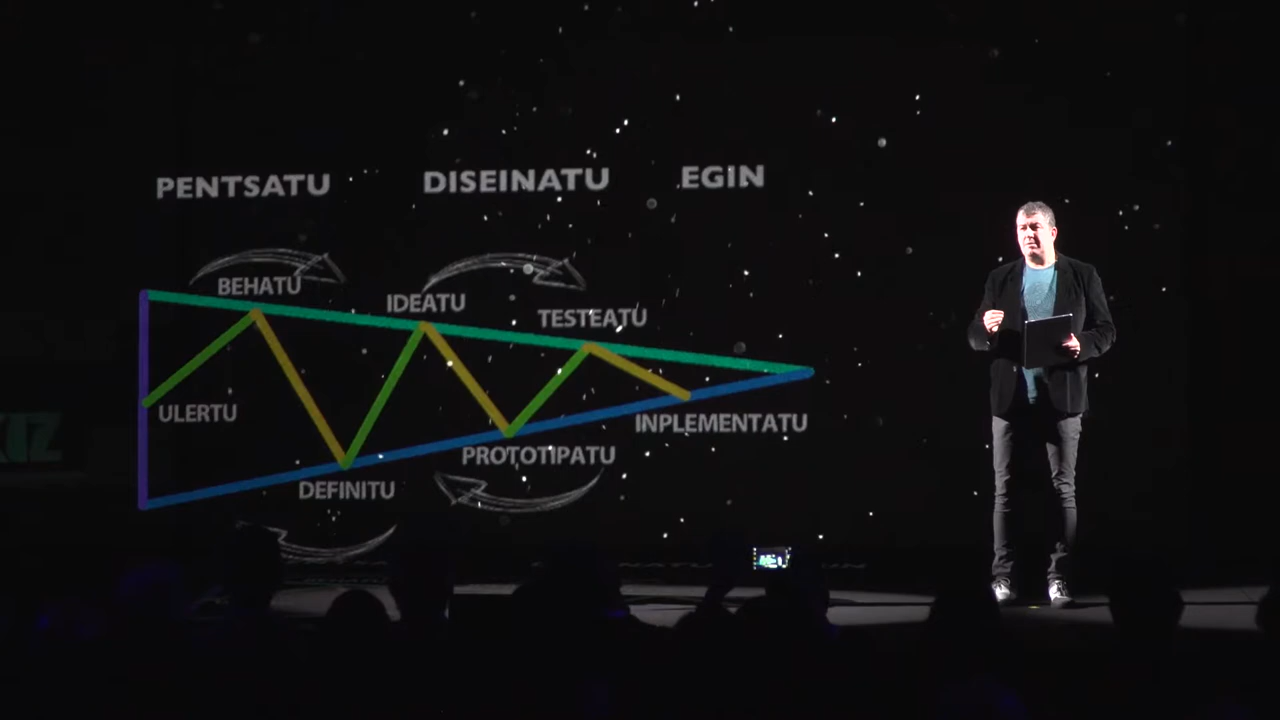 PENTSATU
DISEINATU
EGIN
BEHATU
IDEATU
TESTEATU
ULERTU
INPLEMENTATU
PROTOTIPATU
DEFINITU